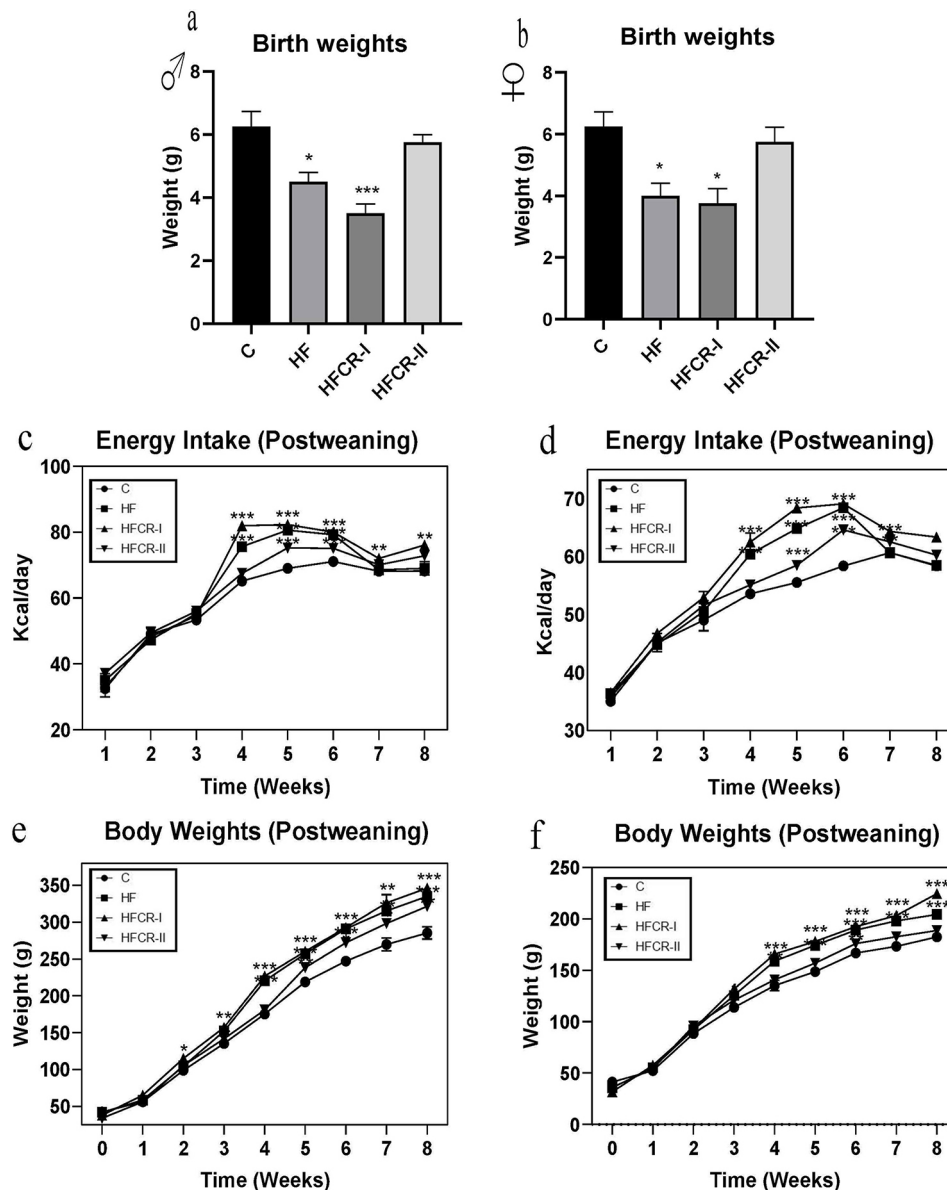 a
Birth weights
♂
Weight (g)
8
6
4
2
0
*
***
C
HF
HFCR-I
HFCR-II
b
Birth weights
♀
Weight (g)
8
6
4
2
0
*
*
C
HF
HFCR-I
HFCR-II
c
Energy Intake (Postweaning)
Kcal/day
100
80
60
40
20
C
HF
HFCR-I
HFCR-II
*** *** *** ** **
*** *** ***
*** ***
1 2 3 4 5 6 7 8
Time (Weeks)
d
Energy Intake (Postweaning)
Kcal/day
70
60
50
40
30
C
HF
HFCR-I
HFCR-II
*** *** *** ***
*** *** *** **
*** ***
1 2 3 4 5 6 7 8
Time (Weeks)
e
Body Weights (Postweaning)
Weight (g)
350
300
250
200
150
100
50
C
HF
HFCR-I
HFCR-II
* ** *** *** *** ** ***
0 1 2 3 4 5 6 7 8
Time (Weeks)
f
Body Weights (Postweaning)
Weight (g)
250
200
150
100
50
0
C
HF
HFCR-I
HFCR-II
*** *** *** *** ***
***
0 1 2 3 4 5 6 7 8
Time (Weeks)